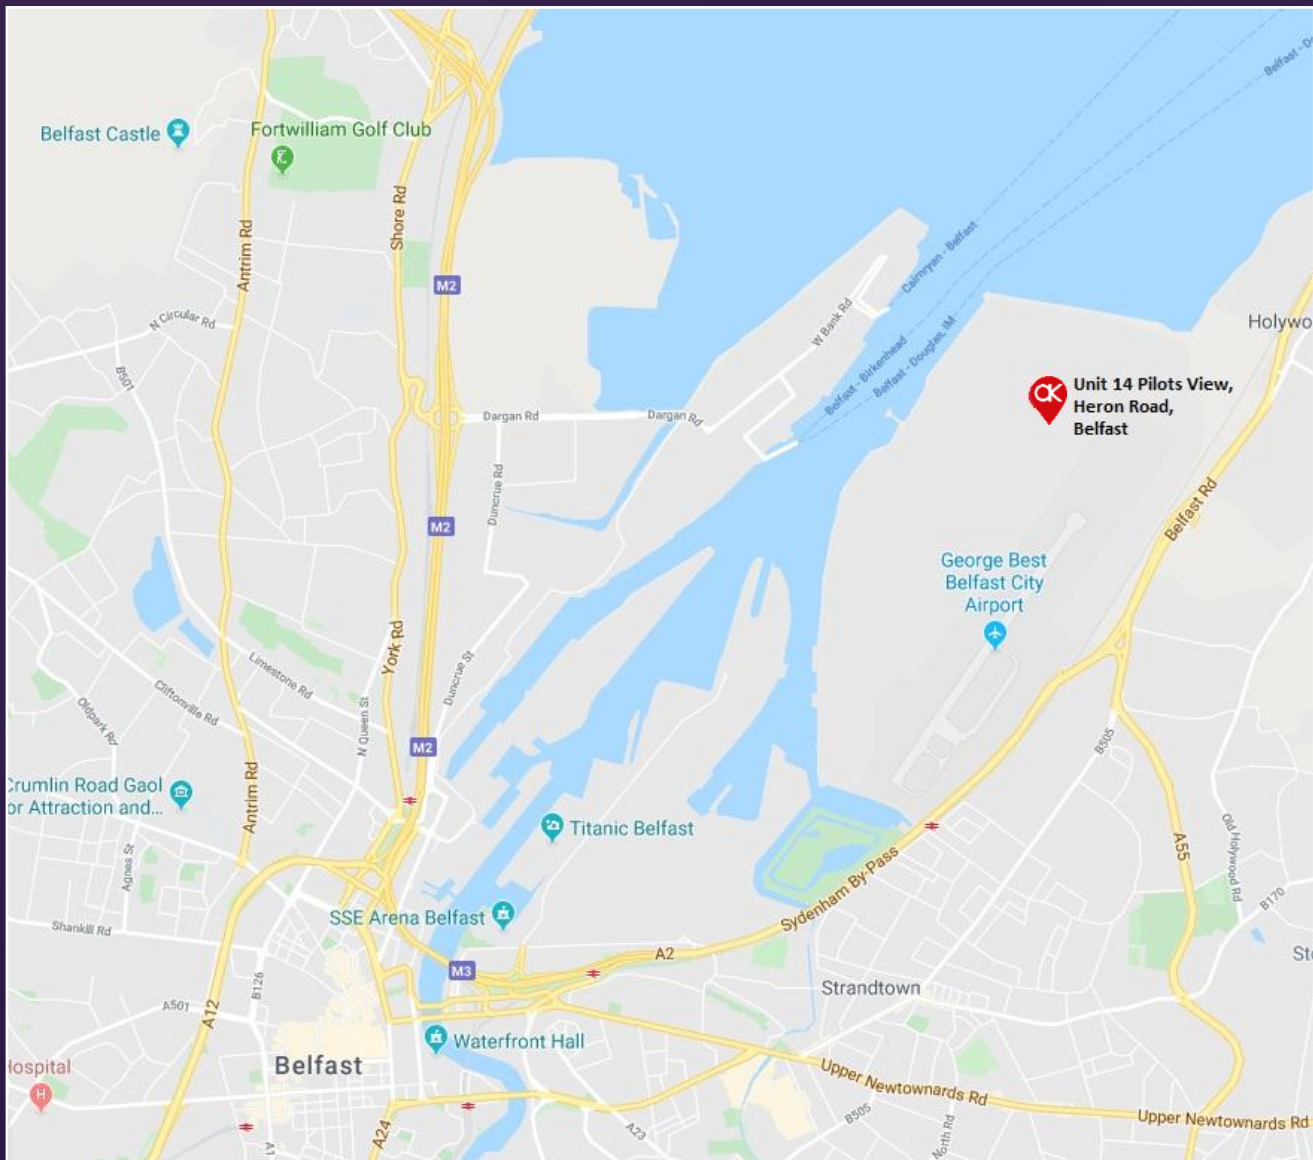 Belfast - Do
Belfast Castle
Fortwilliam Golf Club
Shore Rd
Antrim Rd
Cairnryan - Belfast
M2
N Circular Rd
W Bank Rd
Holywo
B501
Belfast - Birkenhead
Belfast - Douglas, IM
CK
Unit 14 Pilots View,
Heron Road,
Belfast
Dargan Rd
Dargan Rd
Duncrue Rd
Belfast Rd
M2
George Best
Belfast City
Airport
York Rd
Limestone Rd
Duncrue St
Cliftonville Rd
Oldpark Rd
N Queen St
M2
B505
Crumlin Road Gaol
or Attraction and...
Antrim Rd
Titanic Belfast
Agnes St
A55
Old Holywood Rd
Sydenham By-Pass
B170
SSE Arena Belfast
Shankill Rd
A2
St
M3
B126
Strandtown
A501
A12
Waterfront Hall
Belfast
Hospital
H
Upper Newtownards Rd
B505
Upper Newtownards Rd
A24
A23
North Rd